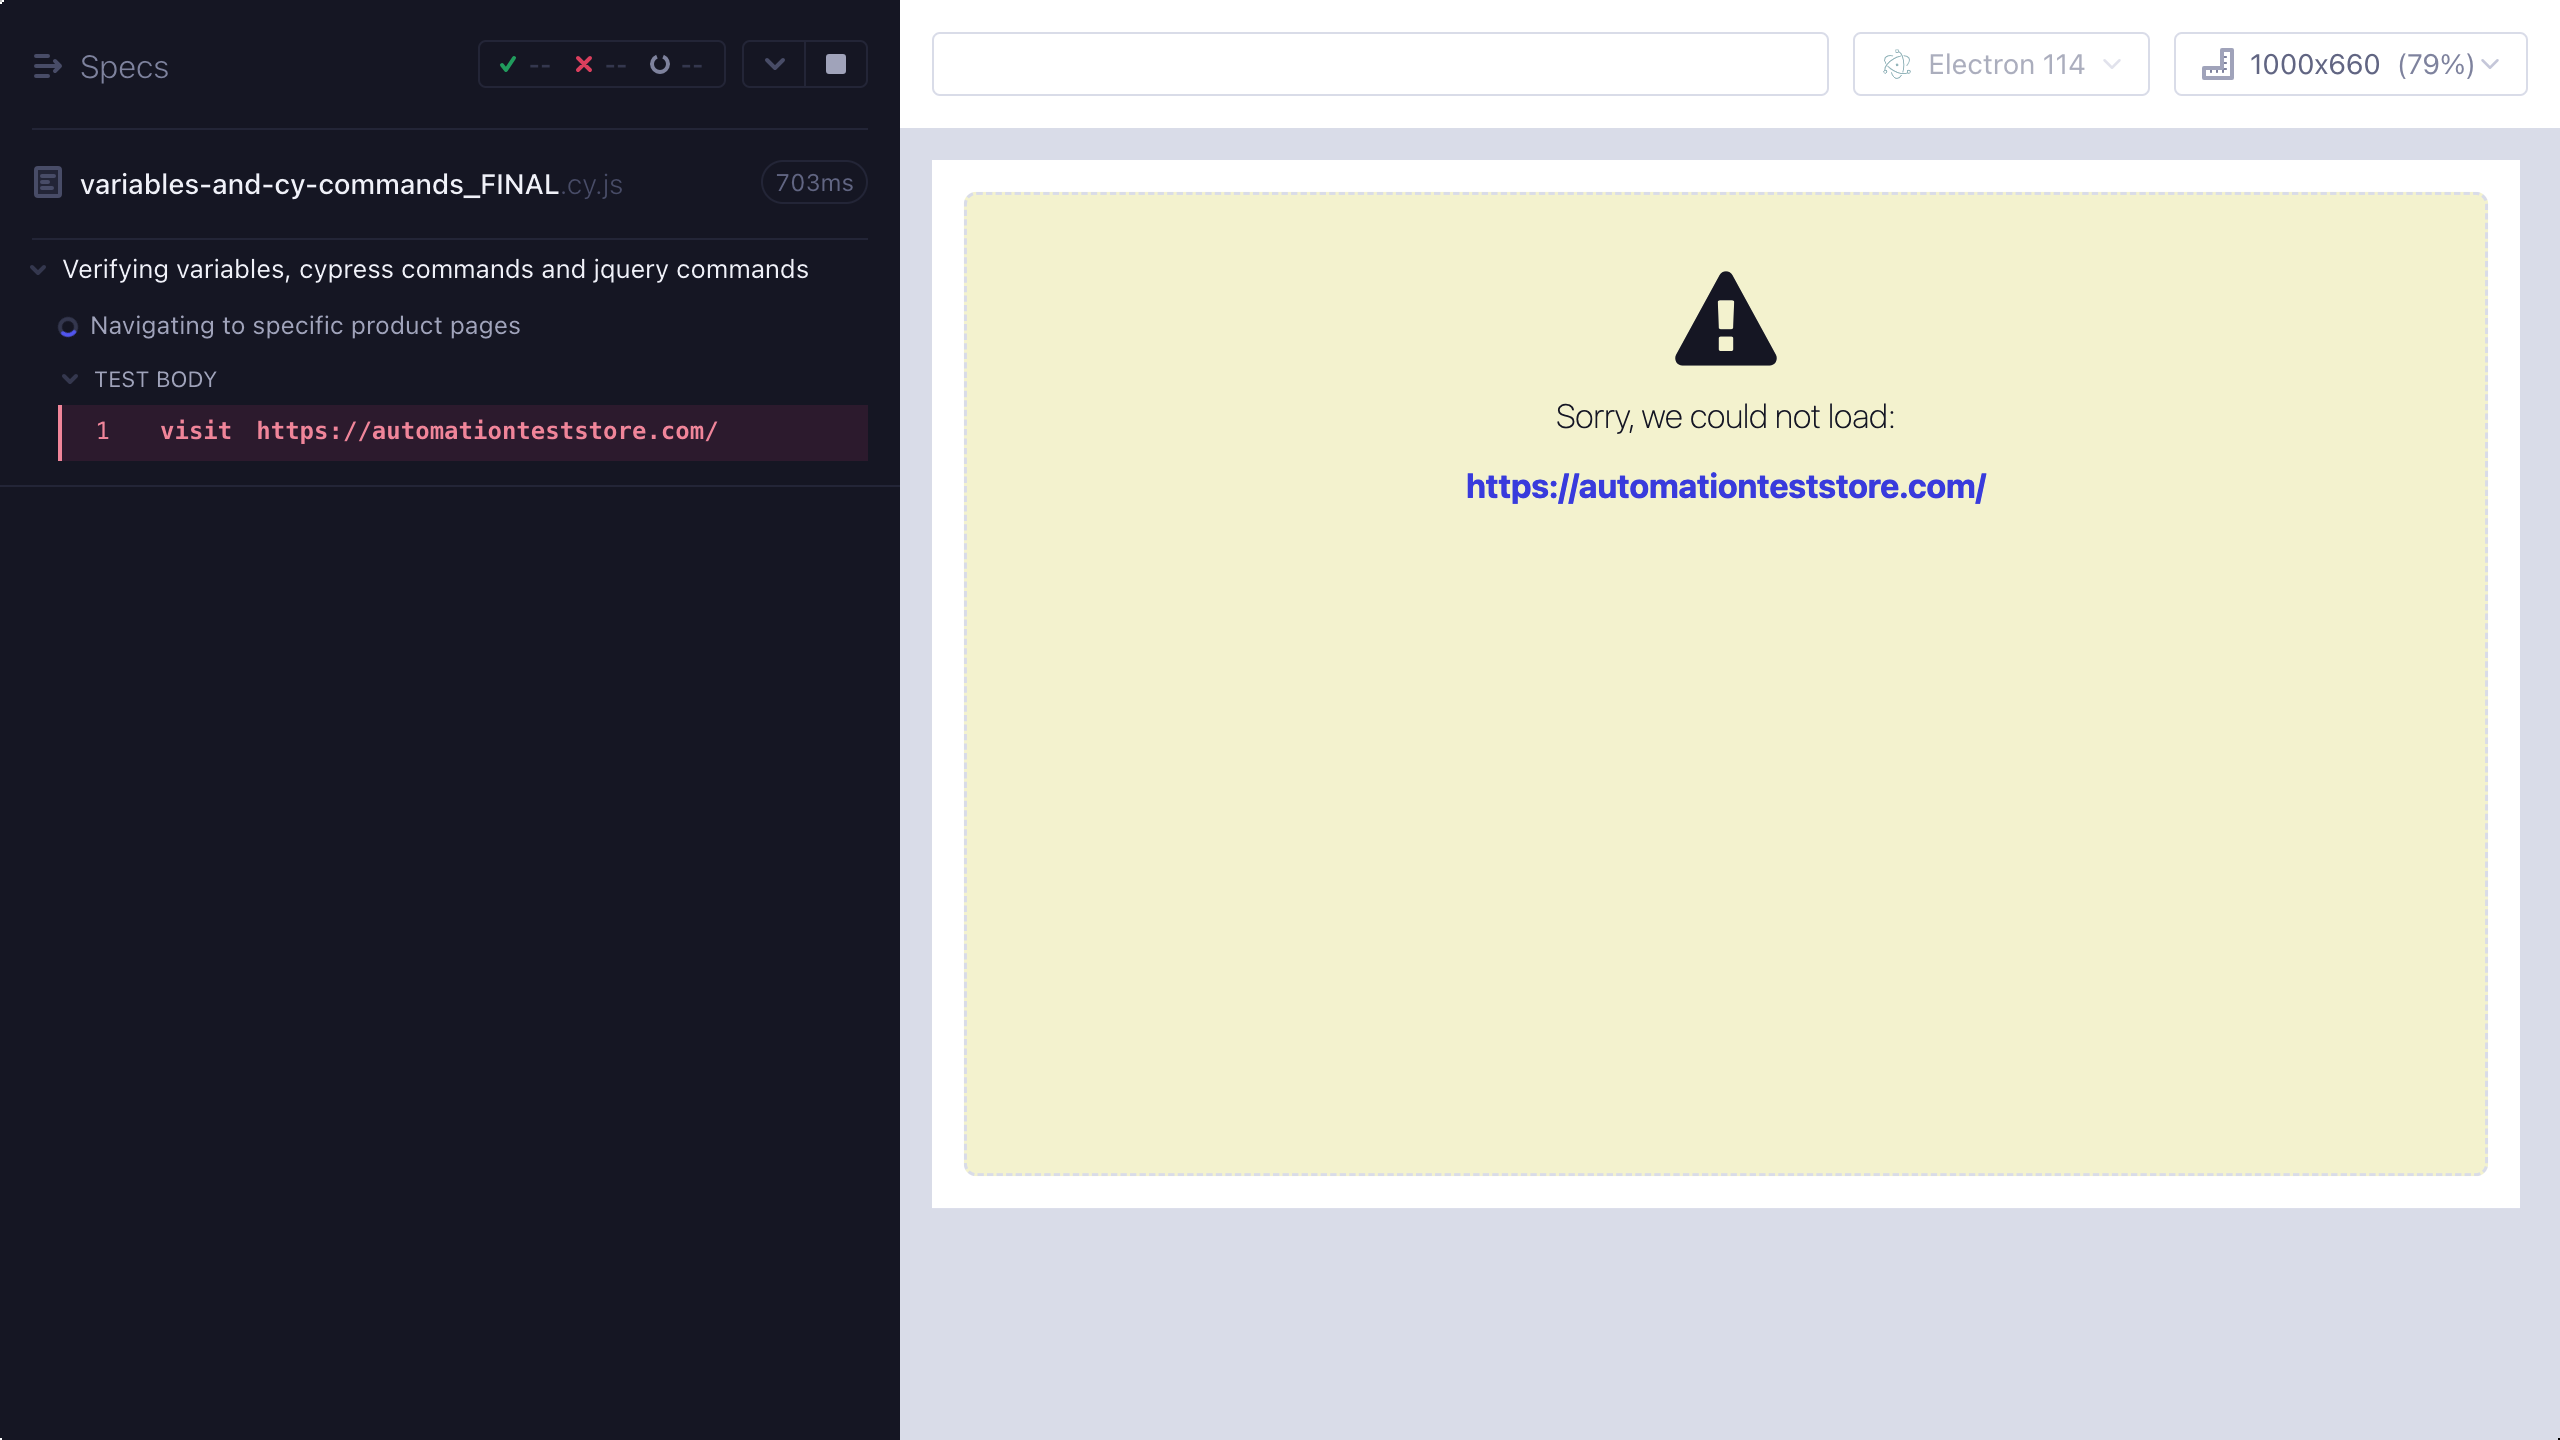 Specs
-- -- --
variables-and-cy-commands_FINAL.cy.js
703ms
Verifying variables, cypress commands and jquery commands
Navigating to specific product pages
TEST BODY
1 visit https://automationteststore.com/
Electron 114
1000x660 (79%)
Sorry, we could not load:
https://automationteststore.com/